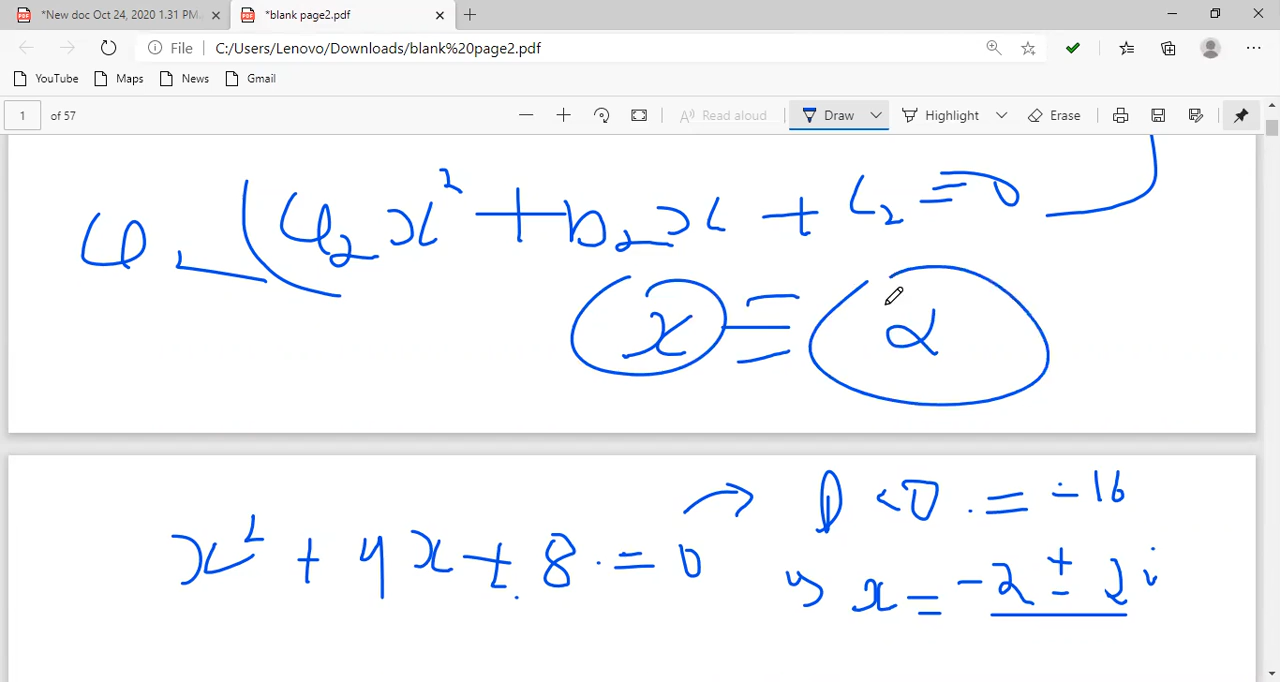 *New doc Oct 24, 2020 1.31 PM.
*blank page2.pdf
File C:/Users/Lenovo/Downloads/blank%20page2.pdf
YouTube Maps News Gmail
1 of 57 Read aloud Draw Highlight Erase
a₂x² + b₂x + c₂ = 0
x = α
x² + 4x + 8 = 0 → D < 0 = -16
x = -2 ± 2i